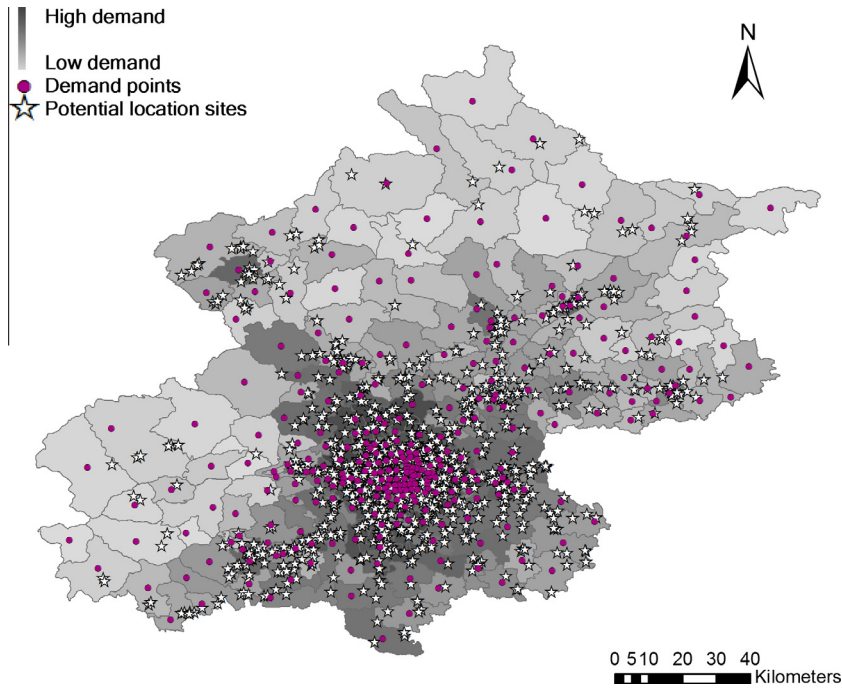 High demand
Low demand
Demand points
Potential location sites
N
0 5 10 20 30 40
Kilometers